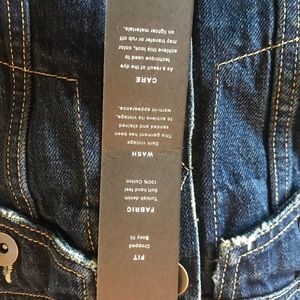 FIT
Cropped
Boxy fit
FABRIC
Turkish denim
Soft hand feel
100% Cotton
WASH
Dark vintage.
This garment has been
sanded and stained
to achieve its vintage,
worn-in appearance.
CARE
As a result of the dye
technique used to
achieve this look, color
may transfer or rub off
on lighter materials.